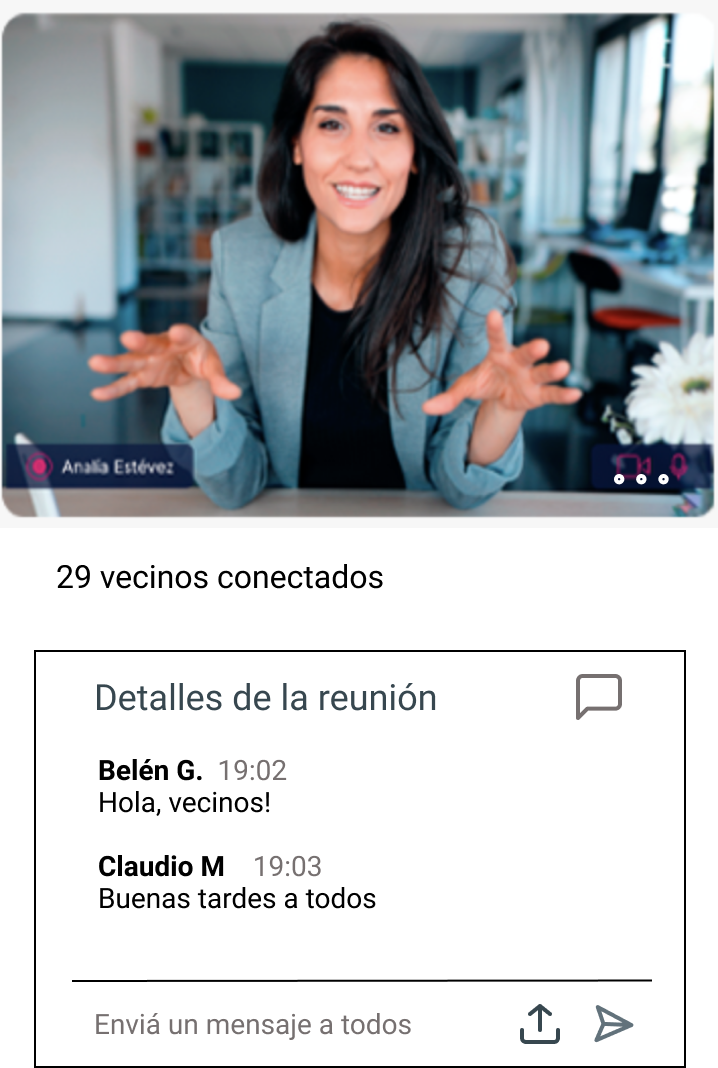 Analía Estévez
29 vecinos conectados
Detalles de la reunión
Belén G. 19:02
Hola, vecinos!
Claudio M 19:03
Buenas tardes a todos
Enviá un mensaje a todos